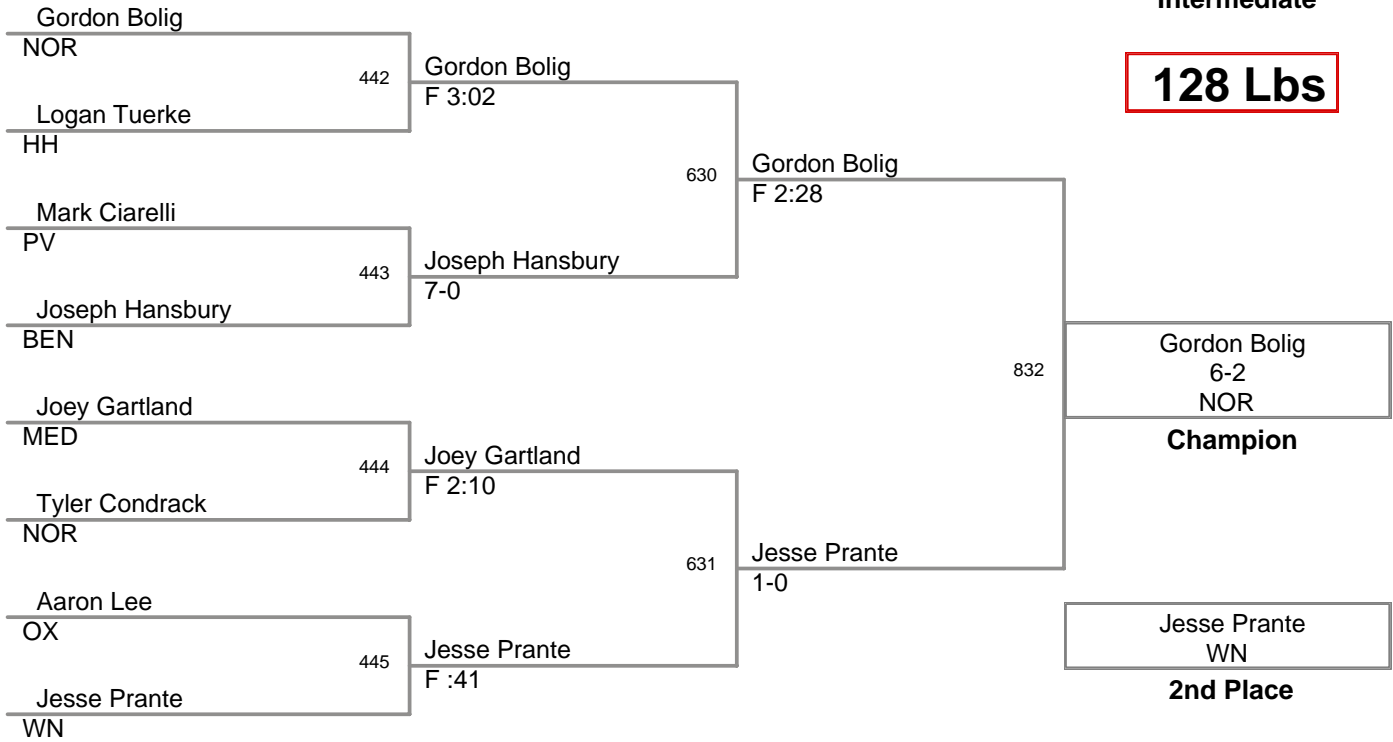 Intermediate
128 Lbs
Gordon Bolig
NOR
442
Logan Tuerke
HH
Gordon Bolig
F 3:02
630
Mark Ciarelli
PV
443
Joseph Hansbury
BEN
Joseph Hansbury
7-0
Gordon Bolig
F 2:28
832
Joey Gartland
MED
444
Tyler Condrack
NOR
Joey Gartland
F 2:10
631
Aaron Lee
OX
445
Jesse Prante
WN
Jesse Prante
F :41
Jesse Prante
1-0
Gordon Bolig
6-2
NOR
Champion
Jesse Prante
WN
2nd Place